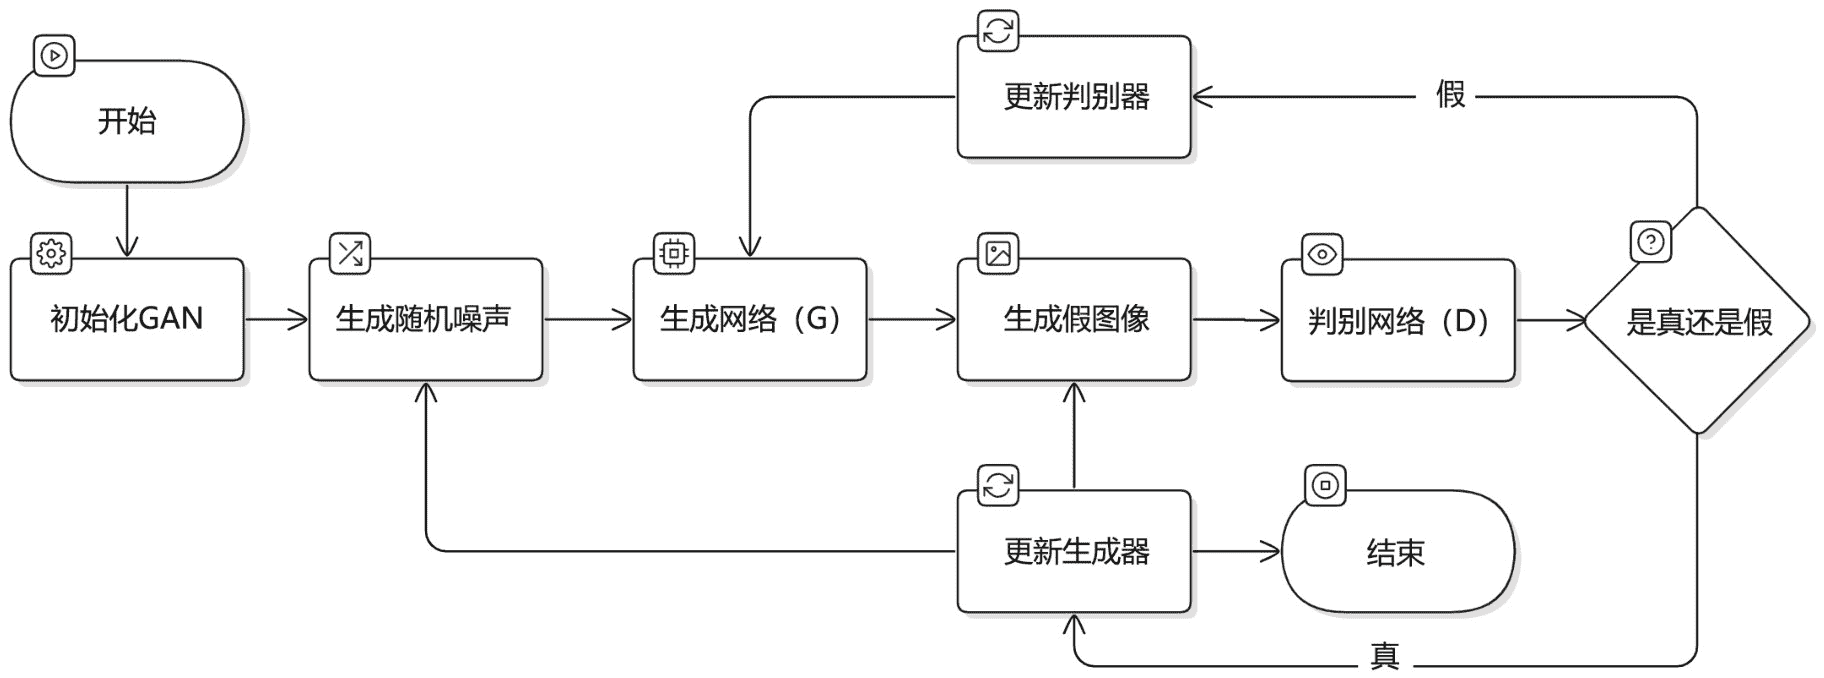 开始
更新判别器
假
初始化GAN
生成随机噪声
生成网络（G）
生成假图像
判别网络（D）
是真还是假
更新生成器
结束
真